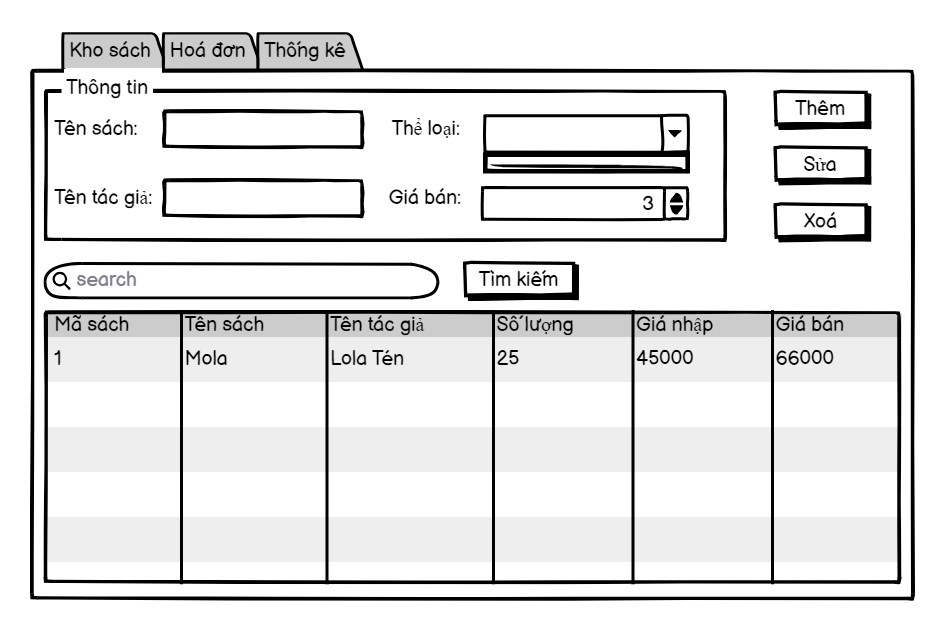 Kho sách Hoá đơn Thống kê
Thông tin
Thêm
Tên sách: Thể loại:
Sửa
Tên tác giả: Giá bán: 3
Xoá
search Tìm kiếm
Mã sách Tên sách Tên tác giả Số lượng Giá nhập Giá bán
1 Mola Lola Tén 25 45000 66000